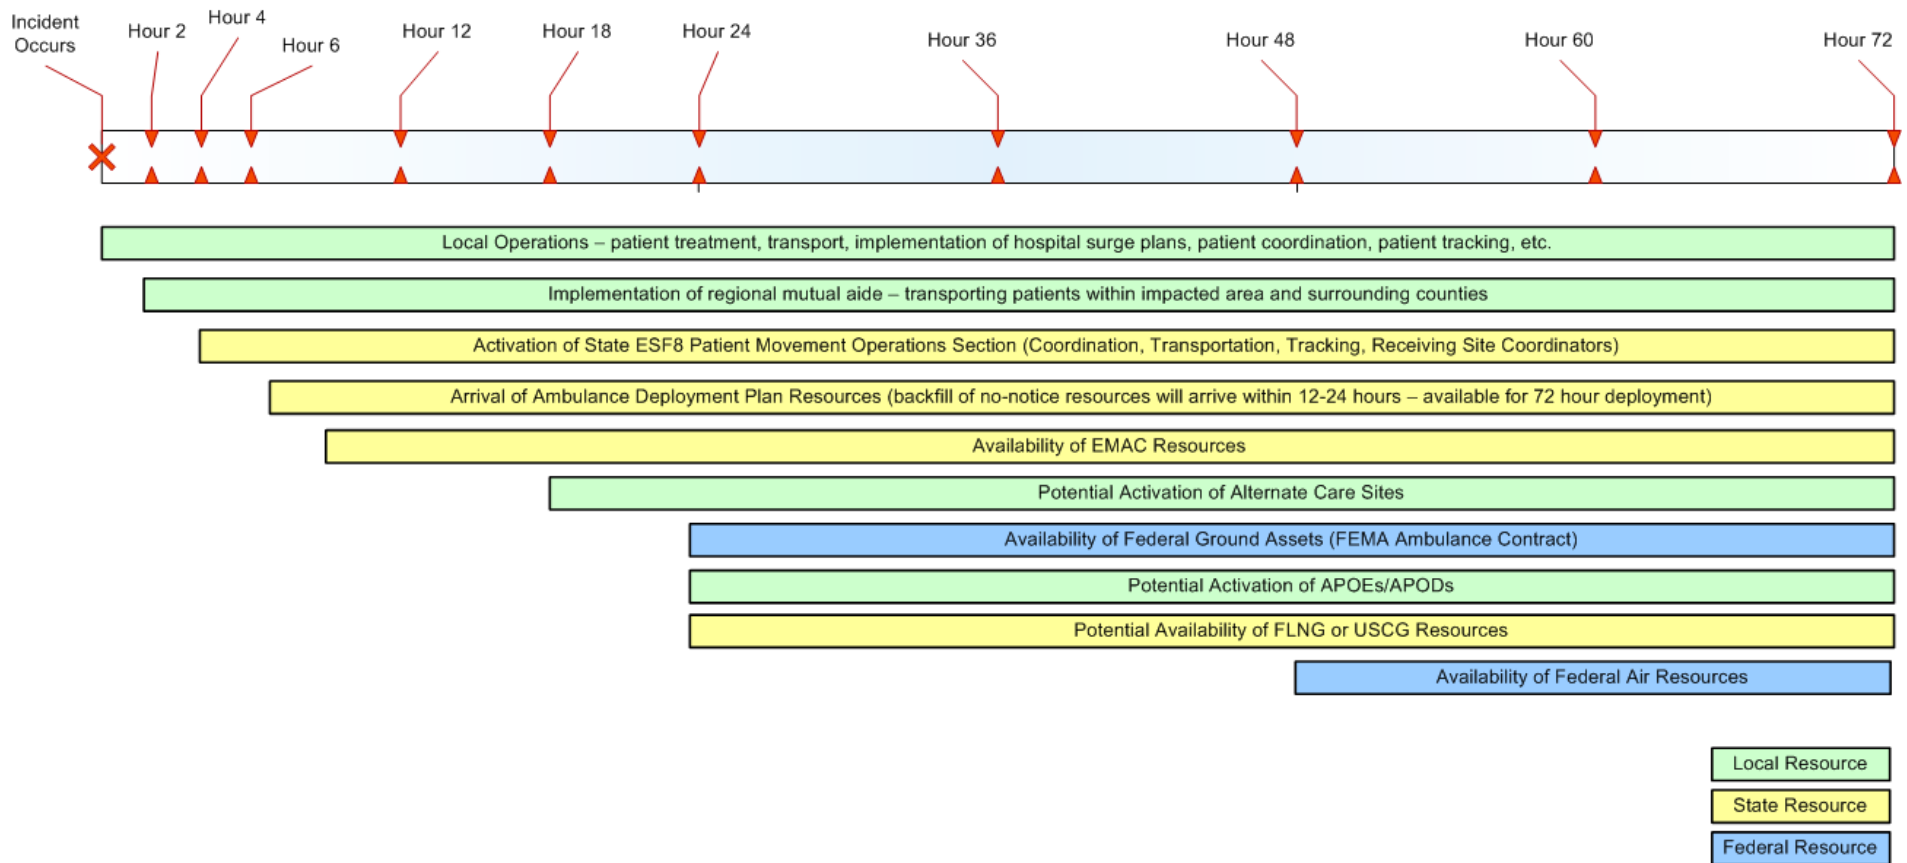 Incident
Occurs
Hour 2
Hour 4
Hour 6
Hour 12
Hour 18
Hour 24
Hour 36
Hour 48
Hour 60
Hour 72
Local Operations – patient treatment, transport, implementation of hospital surge plans, patient coordination, patient tracking, etc.
Implementation of regional mutual aide – transporting patients within impacted area and surrounding counties
Activation of State ESF8 Patient Movement Operations Section (Coordination, Transportation, Tracking, Receiving Site Coordinators)
Arrival of Ambulance Deployment Plan Resources (backfill of no-notice resources will arrive within 12-24 hours – available for 72 hour deployment)
Availability of EMAC Resources
Potential Activation of Alternate Care Sites
Availability of Federal Ground Assets (FEMA Ambulance Contract)
Potential Activation of APOEs/APODs
Potential Availability of FLNG or USCG Resources
Availability of Federal Air Resources
Local Resource
State Resource
Federal Resource